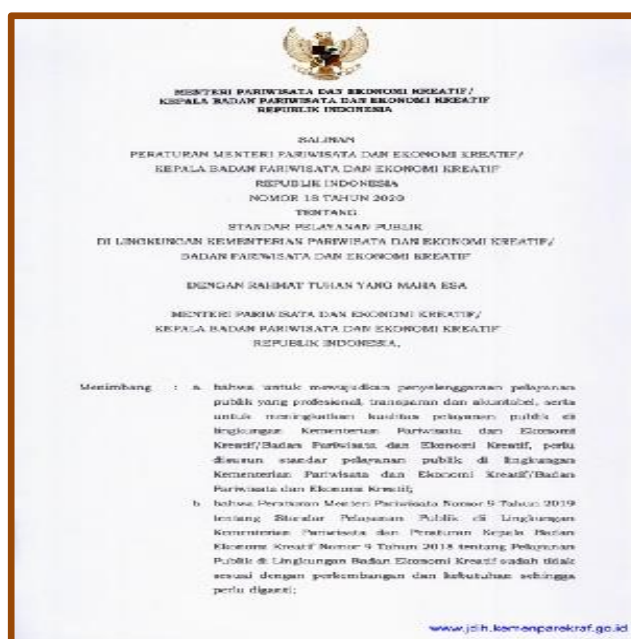 MENTERI PARIWISATA DAN EKONOMI KREATIF/
KEPALA BADAN PARIWISATA DAN EKONOMI KREATIF
REPUBLIK INDONESIA
SALINAN
PERATURAN MENTERI PARIWISATA DAN EKONOMI KREATIF/
KEPALA BADAN PARIWISATA DAN EKONOMI KREATIF
REPUBLIK INDONESIA
NOMOR 18 TAHUN 2020
TENTANG
STANDAR PELAYANAN PUBLIK
DI LINGKUNGAN KEMENTERIAN PARIWISATA DAN EKONOMI KREATIF/
BADAN PARIWISATA DAN EKONOMI KREATIF
DENGAN RAHMAT TUHAN YANG MAHA ESA
MENTERI PARIWISATA DAN EKONOMI KREATIF/
KEPALA BADAN PARIWISATA DAN EKONOMI KREATIF
REPUBLIK INDONESIA,
Menimbang : a. bahwa untuk mewujudkan penyelenggaraan pelayanan
publik yang profesional, transparan dan akuntabel, serta
untuk meningkatkan kualitas pelayanan publik di
lingkungan Kementerian Pariwisata dan Ekonomi
Kreatif/Badan Pariwisata dan Ekonomi Kreatif, perlu
disusun standar pelayanan publik di lingkungan
Kementerian Pariwisata dan Ekonomi Kreatif/Badan
Pariwisata dan Ekonomi Kreatif;
b. bahwa Peraturan Menteri Pariwisata Nomor 9 Tahun 2019
tentang Standar Pelayanan Publik di Lingkungan
Kementerian Pariwisata dan Peraturan Kepala Badan
Ekonomi Kreatif Nomor 9 Tahun 2018 tentang Pelayanan
Publik di Lingkungan Badan Ekonomi Kreatif sudah tidak
sesuai dengan perkembangan dan kebutuhan sehingga
perlu diganti;
www.jdih.kemenparekraf.go.id